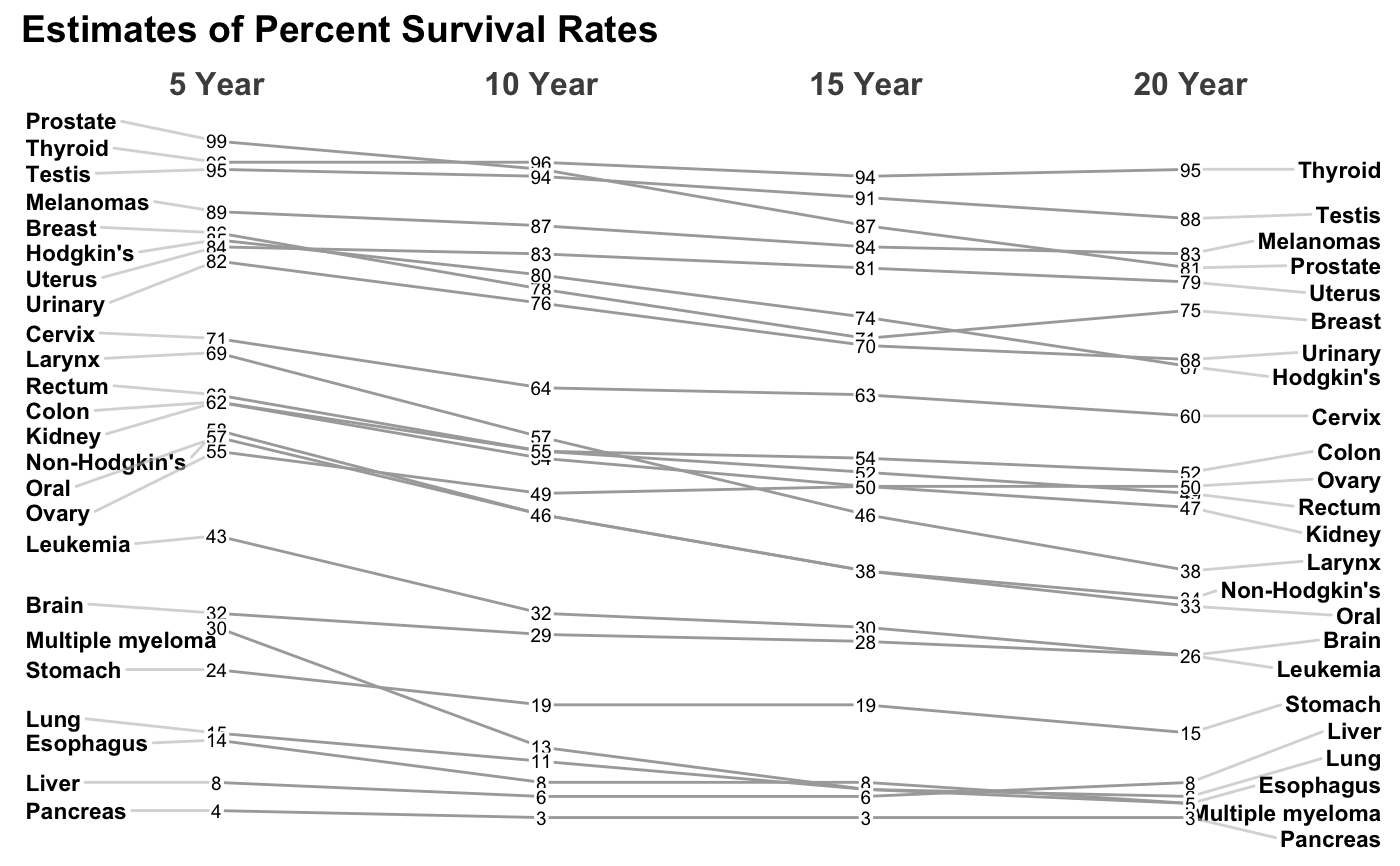 Estimates of Percent Survival Rates
5 Year 10 Year 15 Year 20 Year
Prostate
Thyroid
Testis
Melanomas
Breast
Hodgkin's
Uterus
Urinary
Cervix
Larynx
Rectum
Colon
Kidney
Non-Hodgkin's
Oral
Ovary
Leukemia
Brain
Multiple myeloma
Stomach
Lung
Esophagus
Liver
Pancreas
99
95
89
84
82
71
69
62
57
55
43
32
30
24
15
14
8
4
96
94
87
83
80
78
76
64
57
55
49
46
32
29
19
13
11
8
6
3
94
91
87
84
81
74
71
70
63
54
52
50
46
38
30
28
19
8
6
3
95
88
83
81
79
75
68
67
60
52
50
47
38
34
33
26
15
8
5
3
Thyroid
Testis
Melanomas
Prostate
Uterus
Breast
Urinary
Hodgkin's
Cervix
Colon
Ovary
Rectum
Kidney
Larynx
Non-Hodgkin's
Oral
Brain
Leukemia
Stomach
Liver
Lung
Esophagus
Multiple myeloma
Pancreas